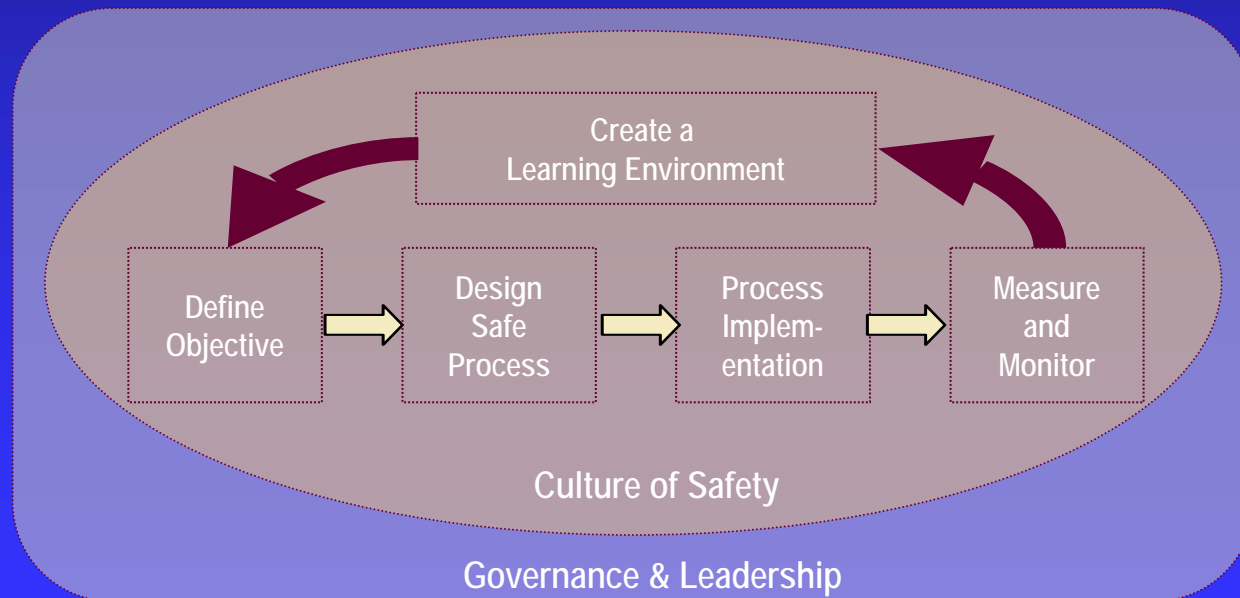 Create a
Learning Environment
Define
Objective
Design
Safe
Process
Process
Implem-
entation
Measure
and
Monitor
Culture of Safety
Governance & Leadership